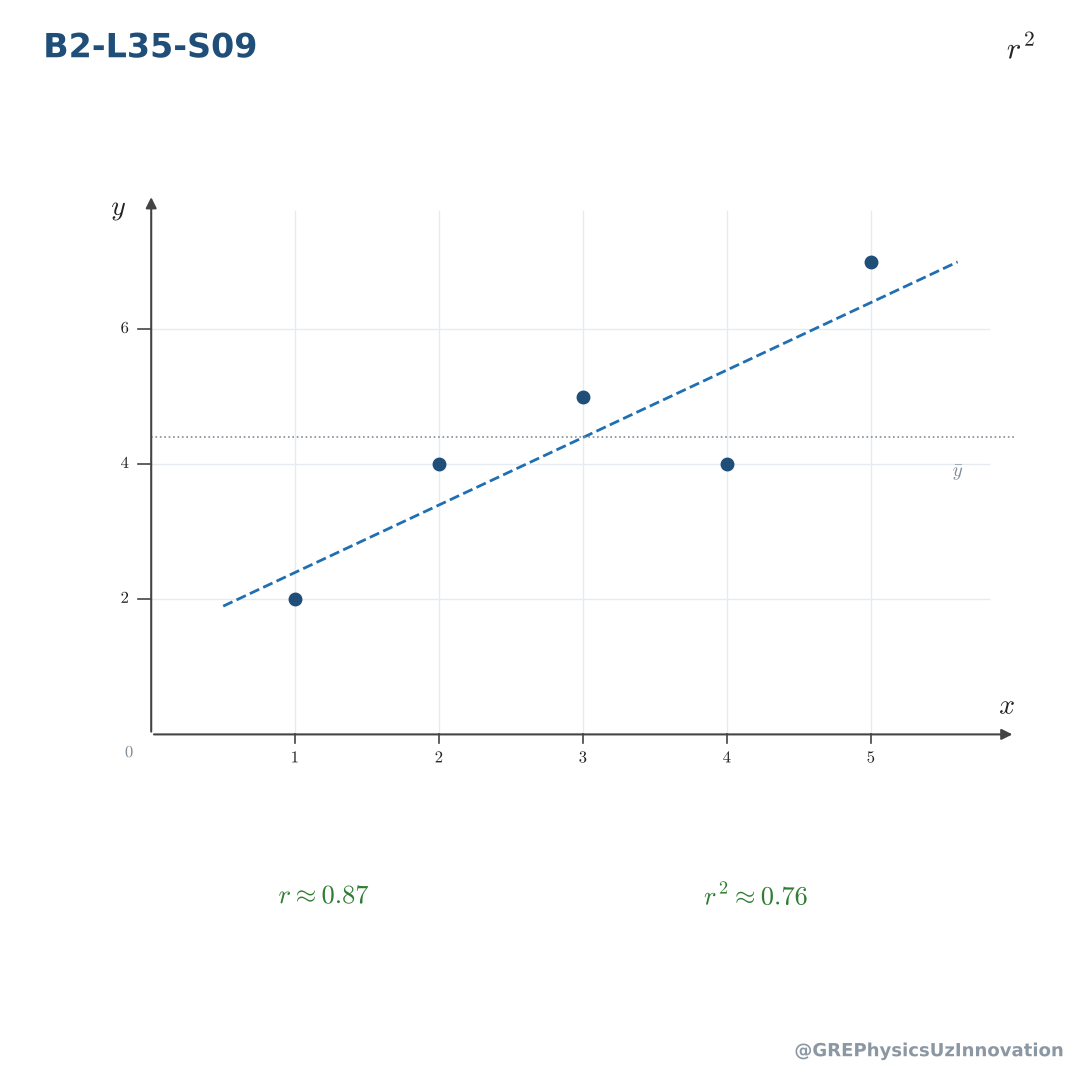 B2-L35-S09
r²
y
6
4
ȳ
2
x
0
1 2 3 4 5
r ≈ 0.87
r² ≈ 0.76
@GREPhysicsUzInnovation